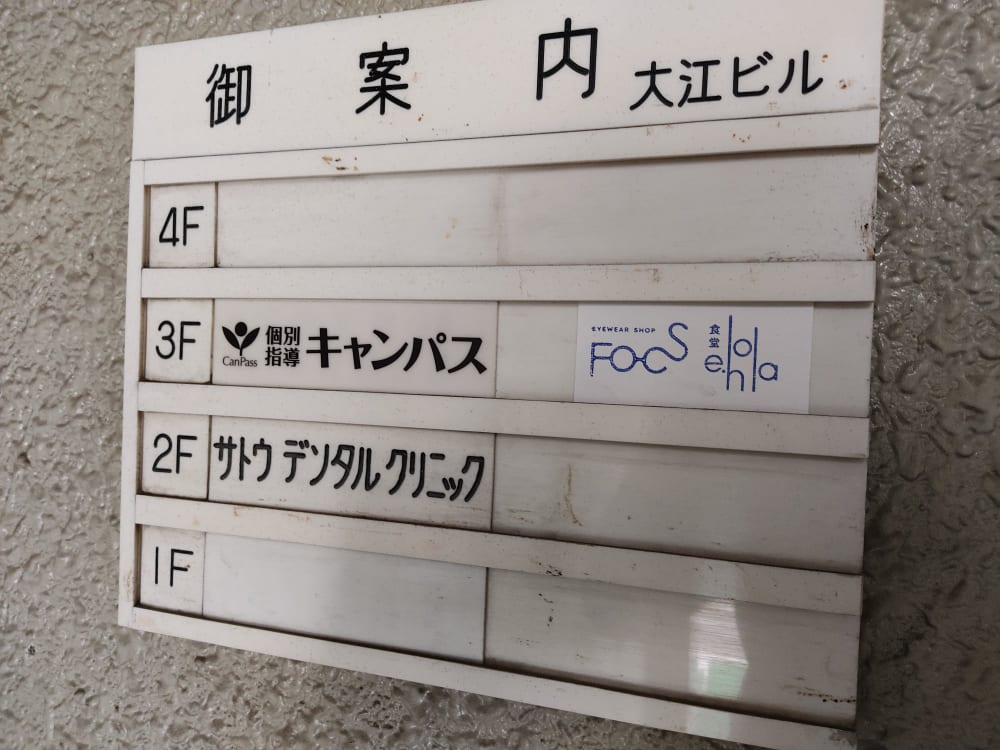 御案内 大江ビル
4F
3F CanPass 個別指導 キャンパス EYEWEAR SHOP FOCS 食堂
2F サトウデンタルクリニック
1F